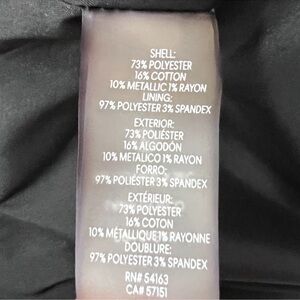 SHELL:
73% POLYESTER
16% COTTON
10% METALLIC 1% RAYON
LINING:
97% POLYESTER 3% SPANDEX
EXTERIOR:
73% POLIÉSTER
16% ALGODÓN
10% METALICO 1% RAYON
FORRO:
97% POLIÉSTER 3% SPANDEX
EXTÉRIEUR:
73% POLYESTER
16% COTON
10% MÉTALLIQUE 1% RAYONNE
DOUBLURE:
97% POLYESTER 3% SPANDEX
RN# 54163
CA# 57151